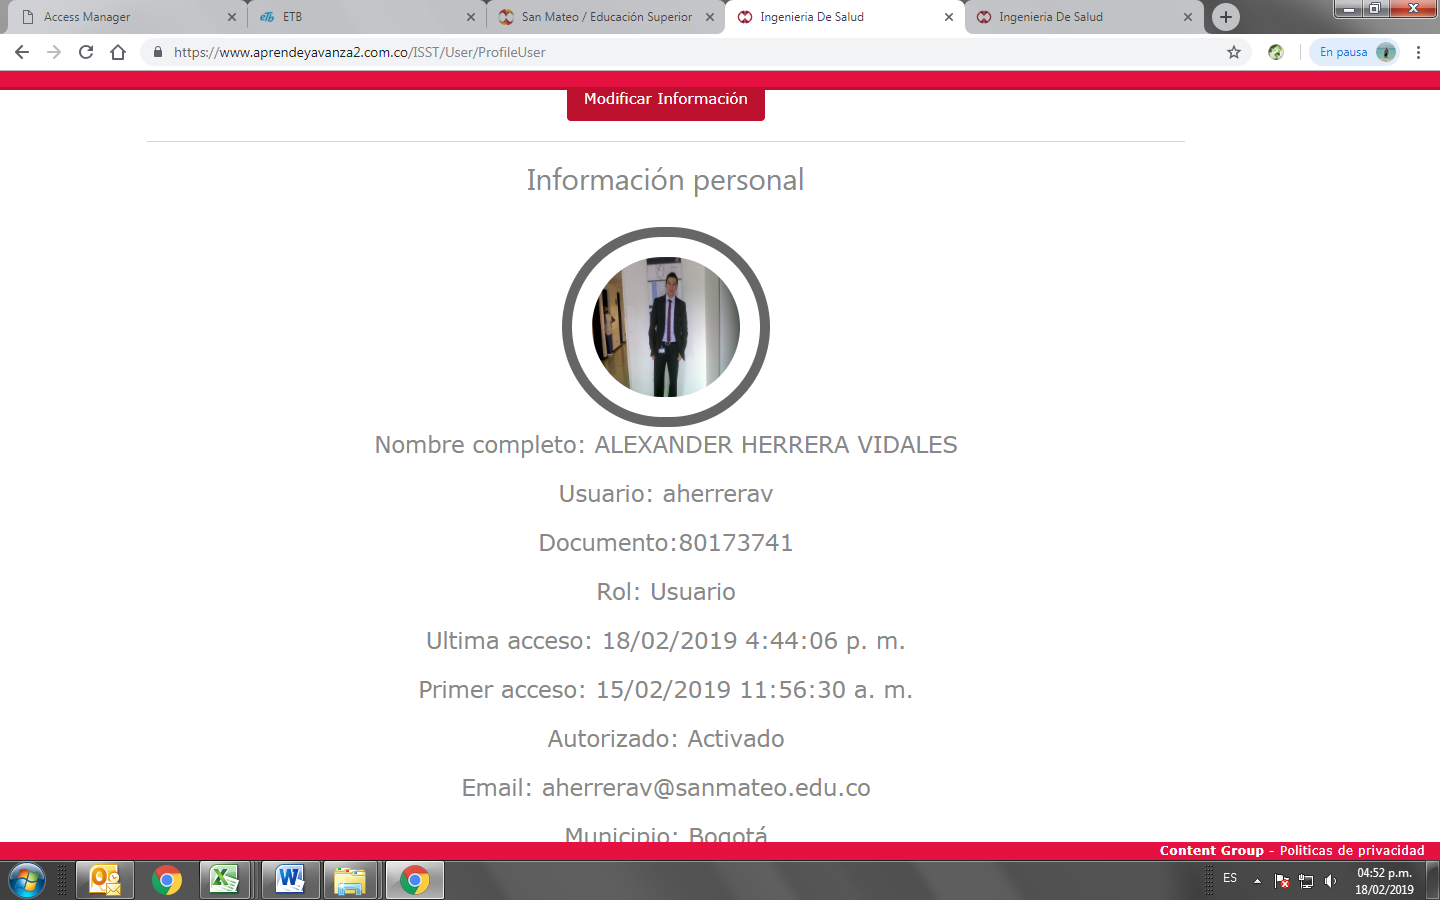 Access Manager
ETB
San Mateo / Educación Superior
Ingenieria De Salud
Ingenieria De Salud
https://www.aprendeyavanza2.com.co/ISST/User/ProfileUser
En pausa
Modificar Información
Información personal
Nombre completo: ALEXANDER HERRERA VIDALES
Usuario: aherrerav
Documento:80173741
Rol: Usuario
Ultima acceso: 18/02/2019 4:44:06 p. m.
Primer acceso: 15/02/2019 11:56:30 a. m.
Autorizado: Activado
Email: aherrerav@sanmateo.edu.co
Municipio: Bogotá
Content Group - Politicas de privacidad
ES
04:52 p.m.
18/02/2019